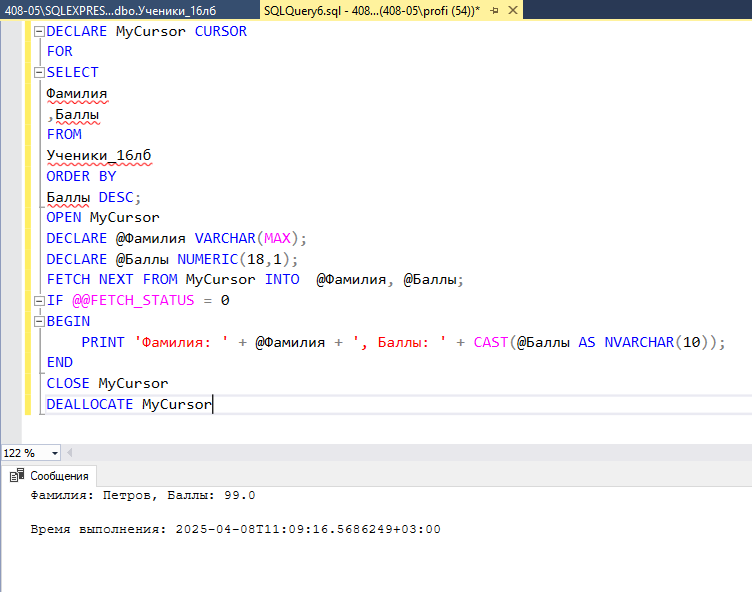 408-05\SQLEXPRES...dbo.Ученики_16лб
SQLQuery6.sql - 408...(408-05\profi (54))*
DECLARE MyCursor CURSOR
FOR
SELECT
Фамилия
,Баллы
FROM
Ученики_16лб
ORDER BY
Баллы DESC;
OPEN MyCursor
DECLARE @Фамилия VARCHAR(MAX);
DECLARE @Баллы NUMERIC(18,1);
FETCH NEXT FROM MyCursor INTO  @Фамилия, @Баллы;
IF @@FETCH_STATUS = 0
BEGIN
    PRINT 'Фамилия: ' + @Фамилия + ', Баллы: ' + CAST(@Баллы AS NVARCHAR(10));
END
CLOSE MyCursor
DEALLOCATE MyCursor
122 %
Сообщения
Фамилия: Петров, Баллы: 99.0
Время выполнения: 2025-04-08T11:09:16.5686249+03:00